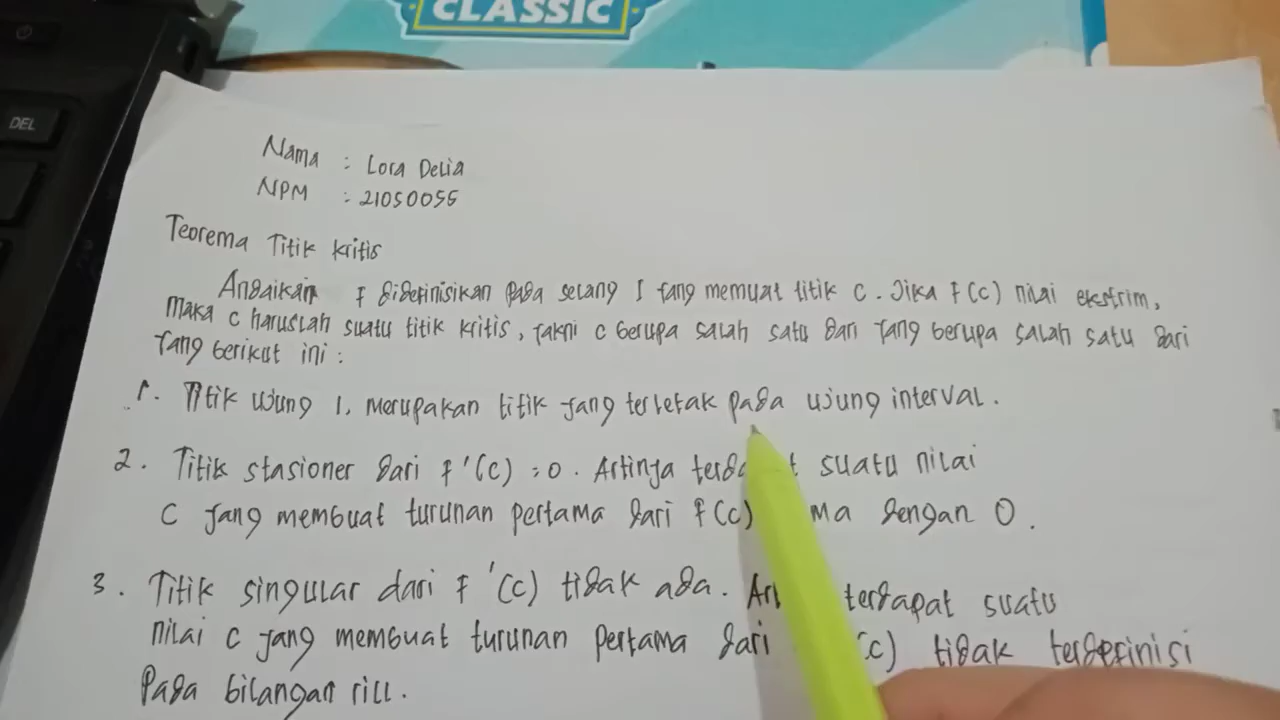 CLASSIC
DEL
Nama : Lora Delia
NPM : 21050055
Teorema Titik kritis
Andaikan f didefinisikan pada selang I yang memuat titik c. Jika f(c) nilai ekstrim,
maka c haruslah suatu titik kritis, yakni c berupa salah satu dari yang berupa salah satu dari
yang berikut ini :
1. Titik ujung 1, merupakan titik yang terletak pada ujung interval.
2. Titik stasioner dari f'(c) = 0. Artinya suatu nilai
c yang membuat turunan pertama dari f(c) dengan 0.
3. Titik singular dari f'(c) tidak ada. terdapat suatu
nilai c yang membuat turunan pertama dari (c) tidak terdefinisi
pada bilangan rill.